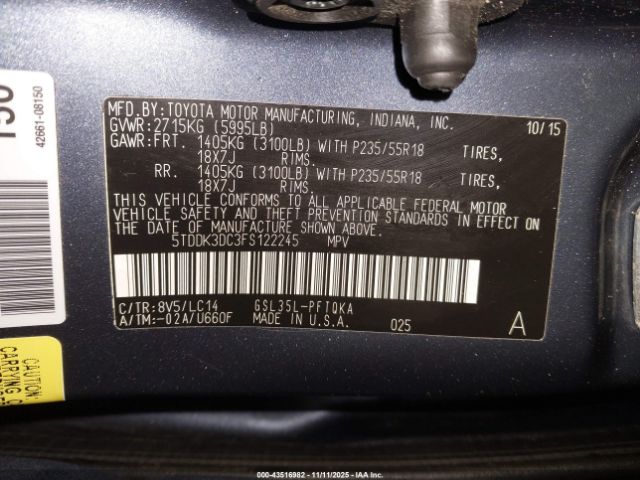 42661-08150
MFD.BY:TOYOTA MOTOR MANUFACTURING, INDIANA, INC. 10/15
GVWR:2715KG (5995LB)
GAWR:FRT. 1405KG (3100LB) WITH P235/55R18 TIRES,
18X7J RIMS,
RR. 1405KG (3100LB) WITH P235/55R18 TIRES,
18X7J RIMS.
THIS VEHICLE CONFORMS TO ALL APPLICABLE FEDERAL MOTOR
VEHICLE SAFETY AND THEFT PREVENTION STANDARDS IN EFFECT ON
THE DATE OF MANUFACTURE SHOWN ABOVE.
5TDDK3DC3FS122245 MPV
C/TR:8V5/LC14 GSL35L-PFTQKA
A/TM:-02A/U660F MADE IN U.S.A. 025 A
CAUTION:
CARRYING
000-43516982 - 11/11/2025 - IAAI.COM